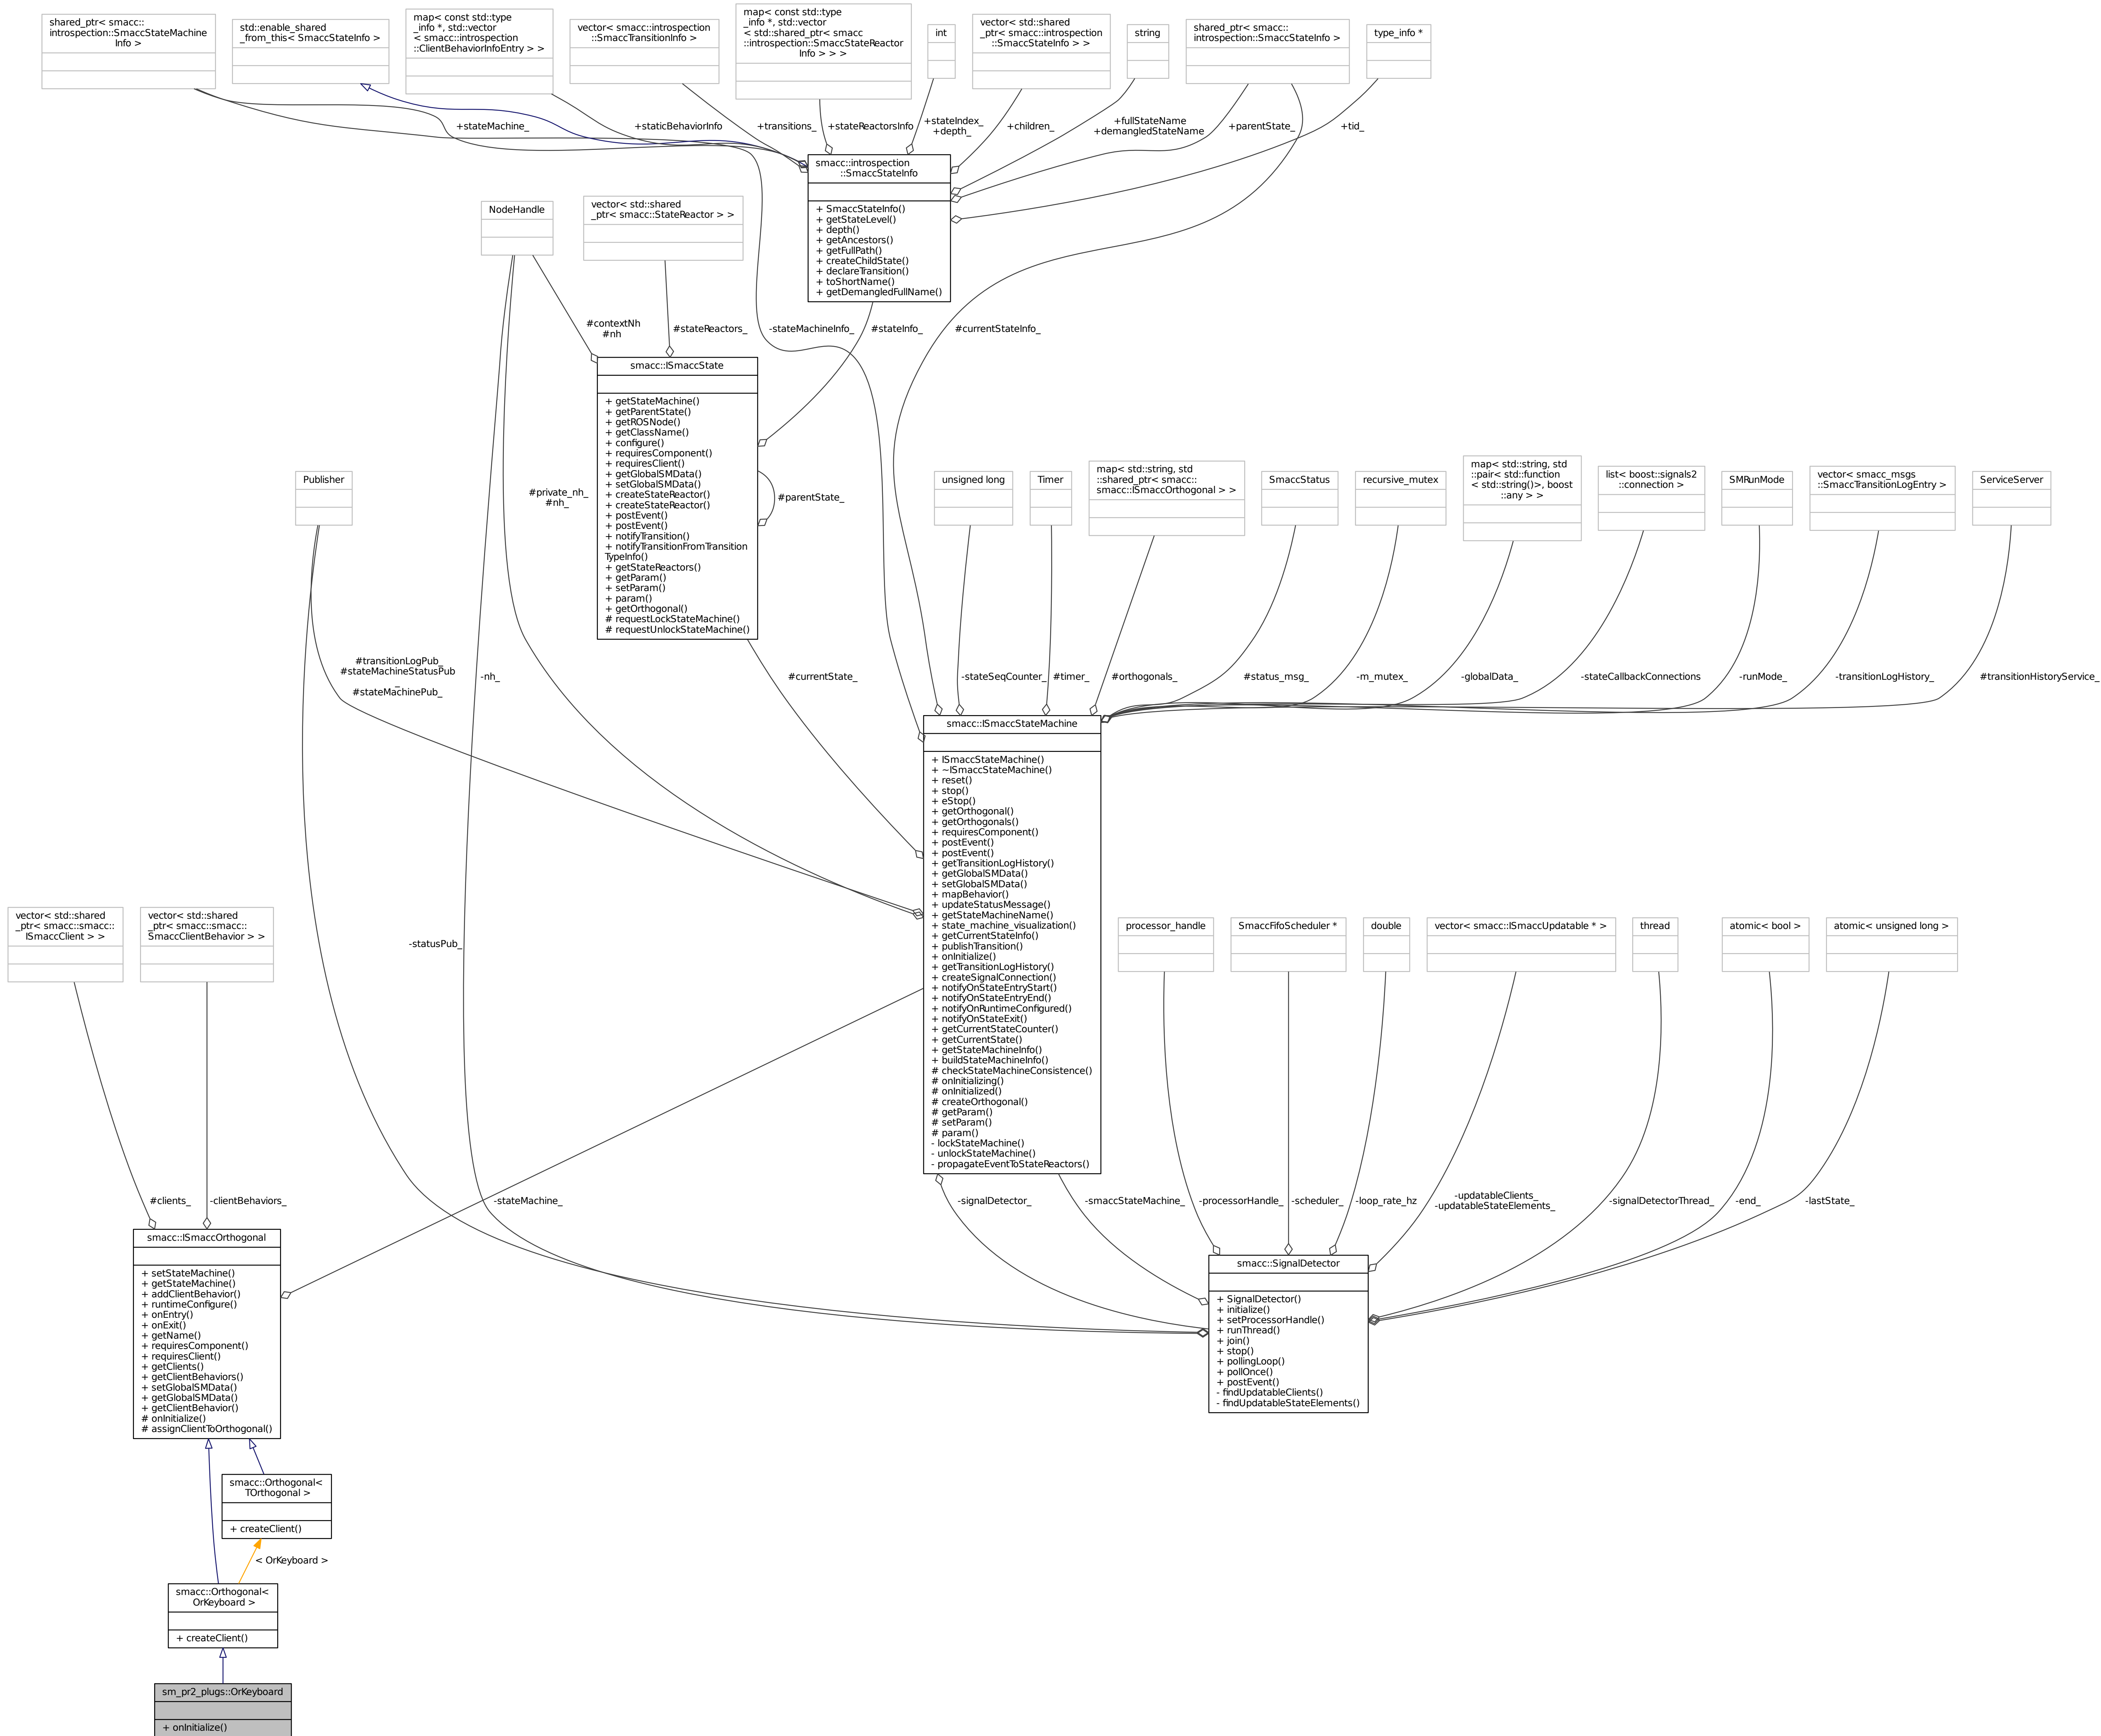 shared_ptr< smacc::
introspection::SmaccStateMachine
Info >
std::enable_shared
_from_this< SmaccStateInfo >
map< const std::type
_info *, std::vector
< smacc::introspection
::ClientBehaviorInfoEntry > >
vector< smacc::introspection
::SmaccTransitionInfo >
map< const std::type
_info *, std::vector
< std::shared_ptr< smacc
::introspection::SmaccStateReactor
Info > > >
int
vector< std::shared
_ptr< smacc::introspection
::SmaccStateInfo > >
string
shared_ptr< smacc::
introspection::SmaccStateInfo >
type_info *
+stateMachine_
+staticBehaviorInfo
+transitions_
+stateReactorsInfo
+stateIndex_
+depth_
+children_
+fullStateName
+demangledStateName
+parentState_
+tid_
smacc::introspection
::SmaccStateInfo
+ SmaccStateInfo()
+ getStateLevel()
+ depth()
+ getAncestors()
+ getFullPath()
+ createChildState()
+ declareTransition()
+ toShortName()
+ getDemangledFullName()
NodeHandle
vector< std::shared
_ptr< smacc::StateReactor > >
#contextNh
#nh
#stateReactors_
-stateMachineInfo_
#stateInfo_
#currentStateInfo_
smacc::ISmaccState
+ getStateMachine()
+ getParentState()
+ getROSNode()
+ getClassName()
+ configure()
+ requiresComponent()
+ requiresClient()
+ getGlobalSMData()
+ setGlobalSMData()
+ createStateReactor()
+ createStateReactor()
+ postEvent()
+ postEvent()
+ notifyTransition()
+ notifyTransitionFromTransition
TypeInfo()
+ getStateReactors()
+ getParam()
+ setParam()
+ param()
+ getOrthogonal()
# requestLockStateMachine()
# requestUnlockStateMachine()
#parentState_
#private_nh_
#nh_
Publisher
unsigned long
Timer
map< std::string, std
::shared_ptr< smacc::
smacc::ISmaccOrthogonal > >
SmaccStatus
recursive_mutex
map< std::string, std
::pair< std::function
< std::string()>, boost
::any > >
list< boost::signals2
::connection >
SMRunMode
vector< smacc_msgs
::SmaccTransitionLogEntry >
ServiceServer
#transitionLogPub_
#stateMachineStatusPub
_
#stateMachinePub_
-nh_
#currentState_
-stateSeqCounter_
#timer_
#orthogonals_
#status_msg_
-m_mutex_
-globalData_
-stateCallbackConnections
-runMode_
-transitionLogHistory_
#transitionHistoryService_
smacc::ISmaccStateMachine
+ ISmaccStateMachine()
+ ~ISmaccStateMachine()
+ reset()
+ stop()
+ eStop()
+ getOrthogonal()
+ getOrthogonals()
+ requiresComponent()
+ postEvent()
+ postEvent()
+ getTransitionLogHistory()
+ getGlobalSMData()
+ setGlobalSMData()
+ mapBehavior()
+ updateStatusMessage()
+ getStateMachineName()
+ state_machine_visualization()
+ getCurrentStateInfo()
+ publishTransition()
+ onInitialize()
+ getTransitionLogHistory()
+ createSignalConnection()
+ notifyOnStateEntryStart()
+ notifyOnStateEntryEnd()
+ notifyOnRuntimeConfigured()
+ notifyOnStateExit()
+ getCurrentStateCounter()
+ getCurrentState()
+ getStateMachineInfo()
+ buildStateMachineInfo()
# checkStateMachineConsistence()
# onInitializing()
# onInitialized()
# createOrthogonal()
# getParam()
# setParam()
# param()
- lockStateMachine()
- unlockStateMachine()
- propagateEventToStateReactors()
vector< std::shared
_ptr< smacc::smacc::
ISmaccClient > >
vector< std::shared
_ptr< smacc::smacc::
SmaccClientBehavior > >
-statusPub_
processor_handle
SmaccFifoScheduler *
double
vector< smacc::ISmaccUpdatable * >
thread
atomic< bool >
atomic< unsigned long >
#clients_
-clientBehaviors_
-stateMachine_
-signalDetector_
-smaccStateMachine_
-processorHandle_
-scheduler_
-loop_rate_hz
-updatableClients_
-updatableStateElements_
-signalDetectorThread_
-end_
-lastState_
smacc::ISmaccOrthogonal
+ setStateMachine()
+ getStateMachine()
+ addClientBehavior()
+ runtimeConfigure()
+ onEntry()
+ onExit()
+ getName()
+ requiresComponent()
+ requiresClient()
+ getClients()
+ getClientBehaviors()
+ setGlobalSMData()
+ getGlobalSMData()
+ getClientBehavior()
# onInitialize()
# assignClientToOrthogonal()
smacc::SignalDetector
+ SignalDetector()
+ initialize()
+ setProcessorHandle()
+ runThread()
+ join()
+ stop()
+ pollingLoop()
+ pollOnce()
+ postEvent()
- findUpdatableClients()
- findUpdatableStateElements()
smacc::Orthogonal<
TOrthogonal >
+ createClient()
< OrKeyboard >
smacc::Orthogonal<
OrKeyboard >
+ createClient()
sm_pr2_plugs::OrKeyboard
+ onInitialize()